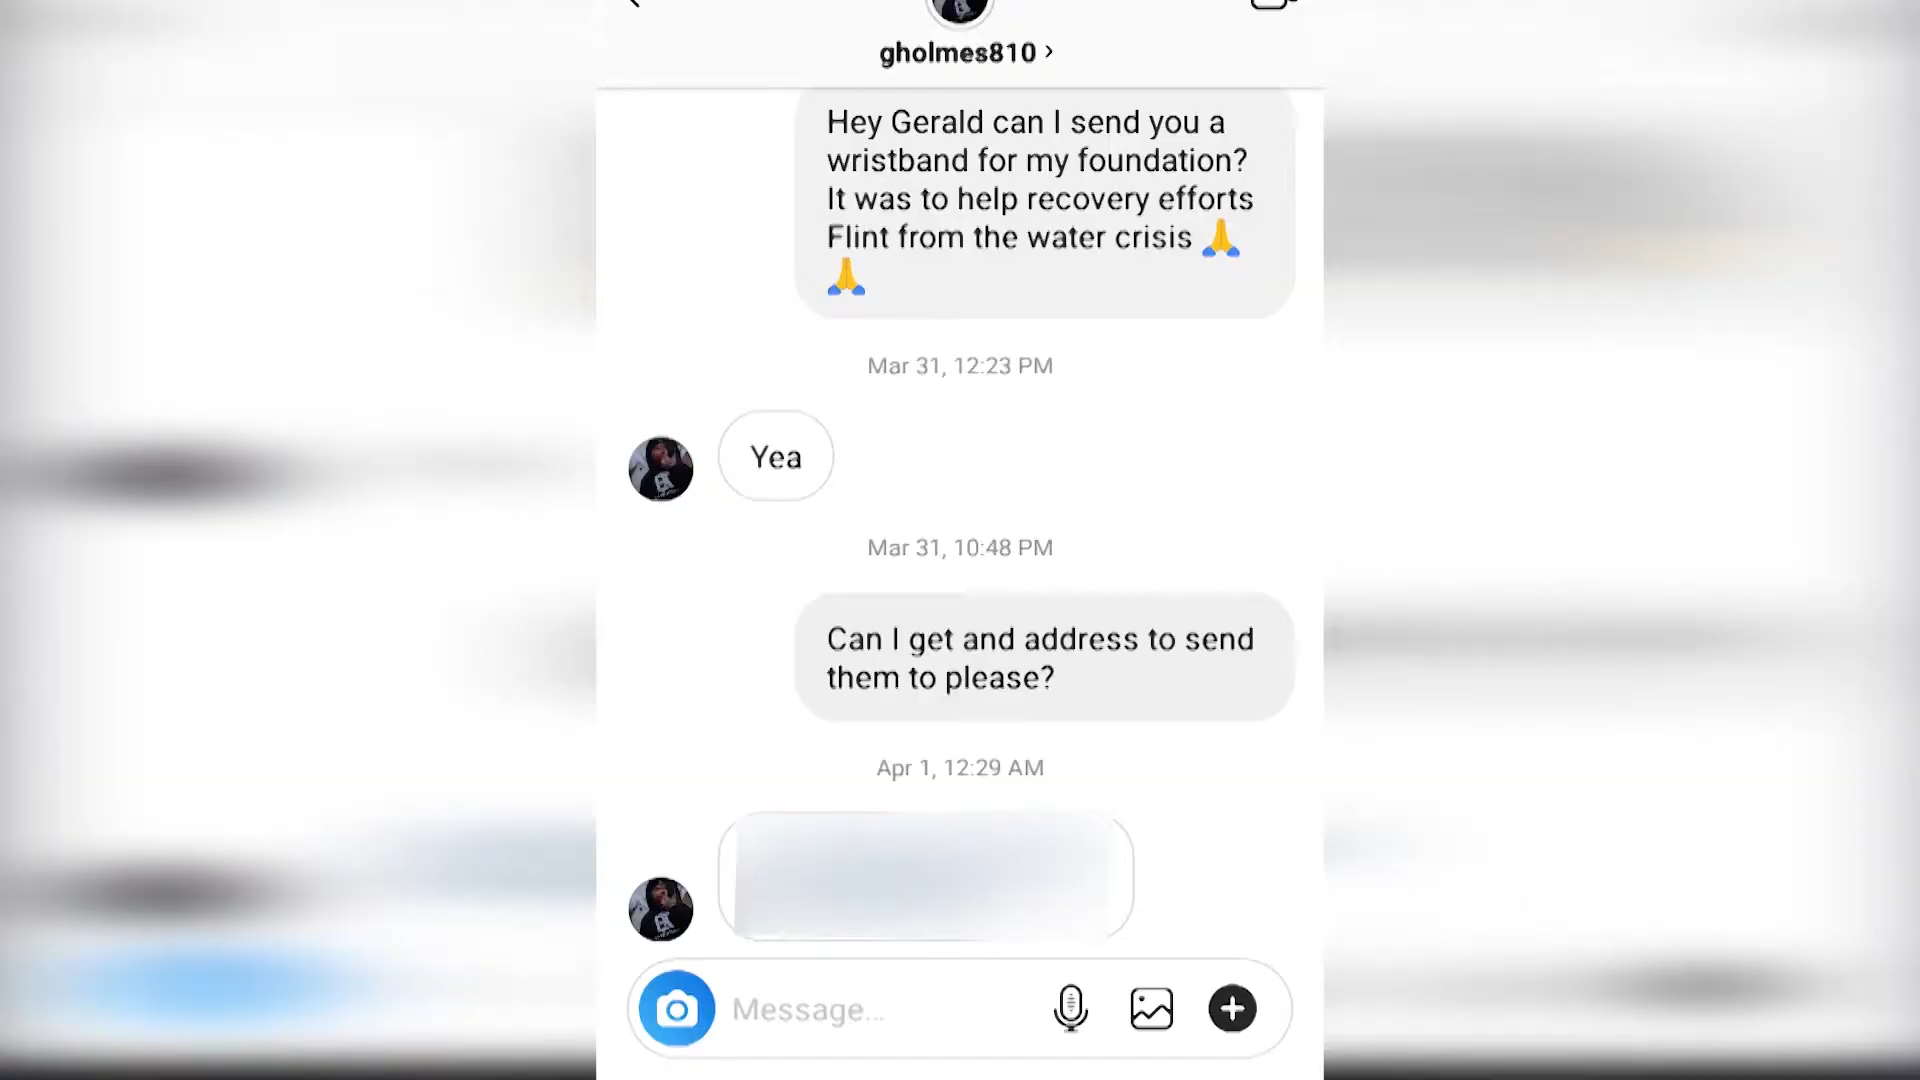 gholmes810 ›
Hey Gerald can I send you a
wristband for my foundation?
It was to help recovery efforts
Flint from the water crisis 🙏
🙏
Mar 31, 12:23 PM
Yea
Mar 31, 10:48 PM
Can I get and address to send
them to please?
Apr 1, 12:29 AM
Message...